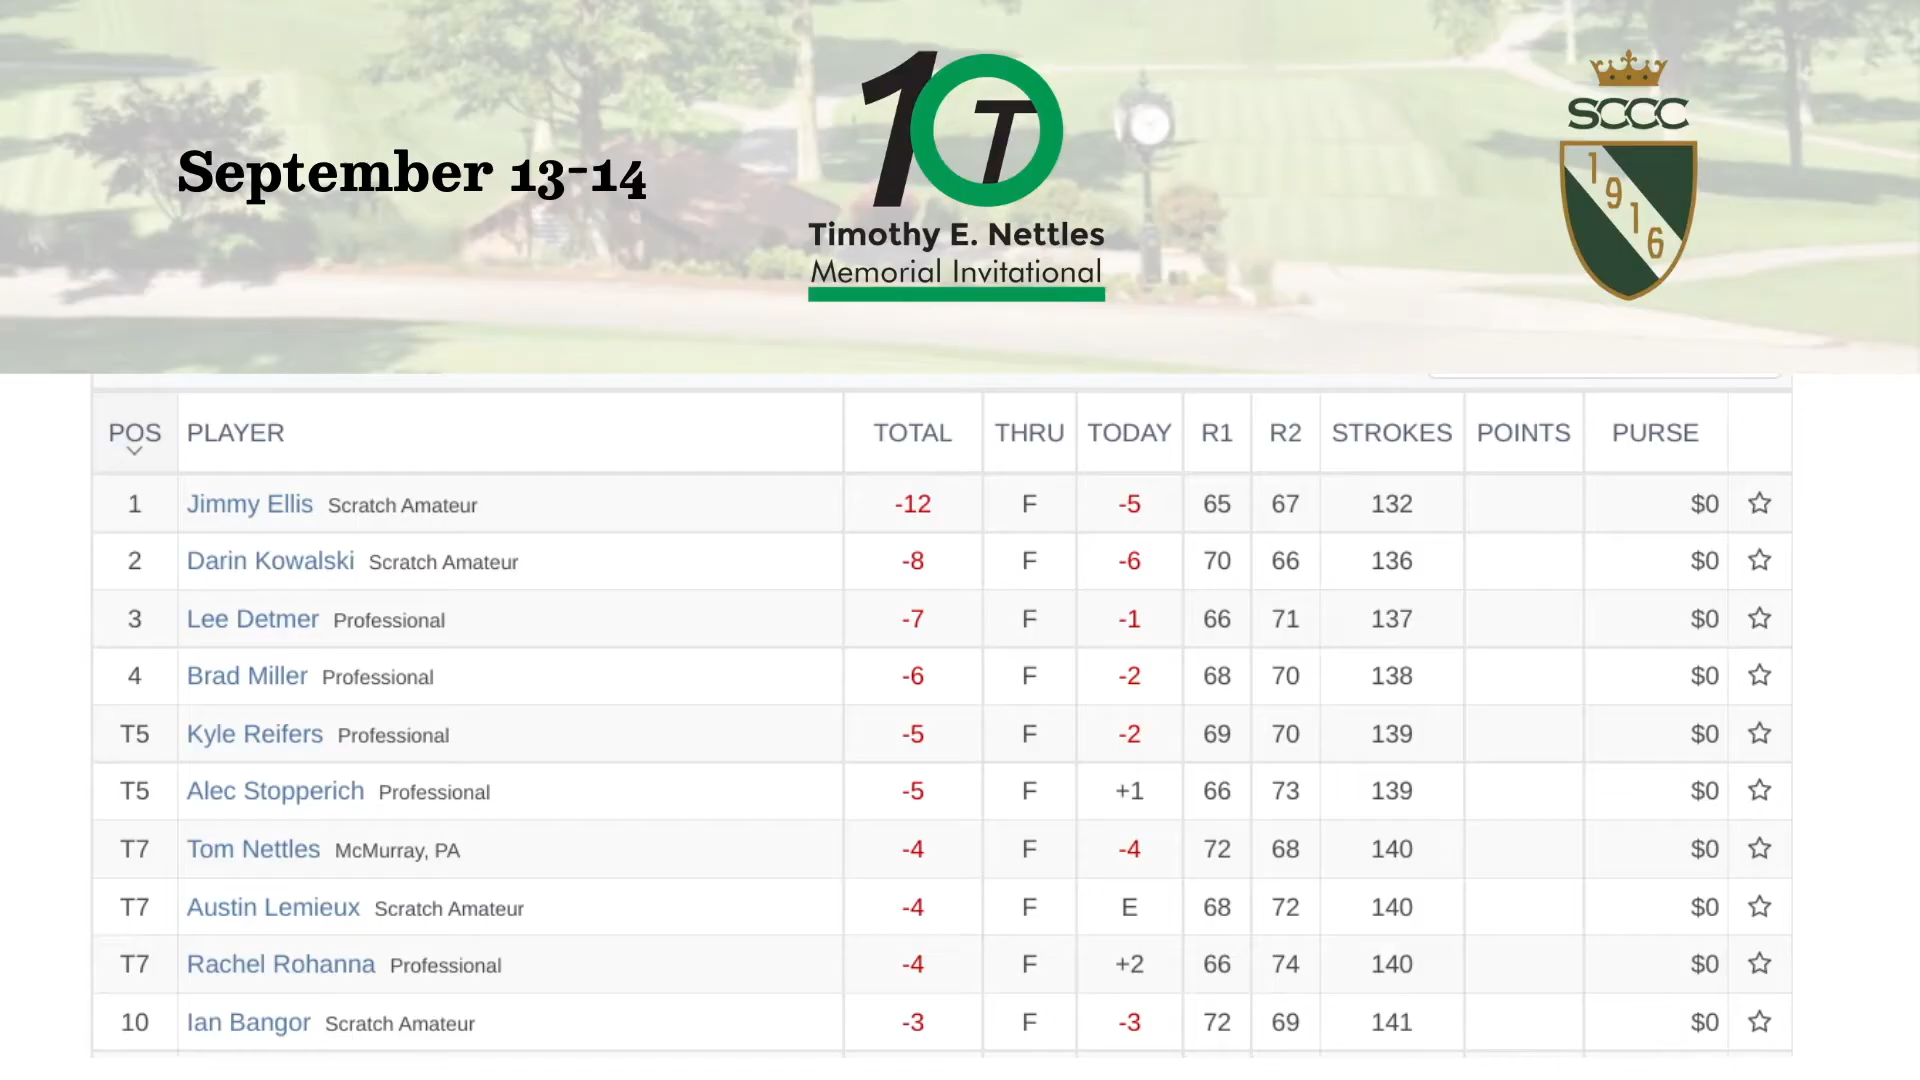 September 13-14
10 T
Timothy E. Nettles
Memorial Invitational
SCCC
1916
POS PLAYER TOTAL THRU TODAY R1 R2 STROKES POINTS PURSE
1 Jimmy Ellis Scratch Amateur -12 F -5 65 67 132 $0
2 Darin Kowalski Scratch Amateur -8 F -6 70 66 136 $0
3 Lee Detmer Professional -7 F -1 66 71 137 $0
4 Brad Miller Professional -6 F -2 68 70 138 $0
T5 Kyle Reifers Professional -5 F -2 69 70 139 $0
T5 Alec Stopperich Professional -5 F +1 66 73 139 $0
T7 Tom Nettles McMurray, PA -4 F -4 72 68 140 $0
T7 Austin Lemieux Scratch Amateur -4 F E 68 72 140 $0
T7 Rachel Rohanna Professional -4 F +2 66 74 140 $0
10 Ian Bangor Scratch Amateur -3 F -3 72 69 141 $0